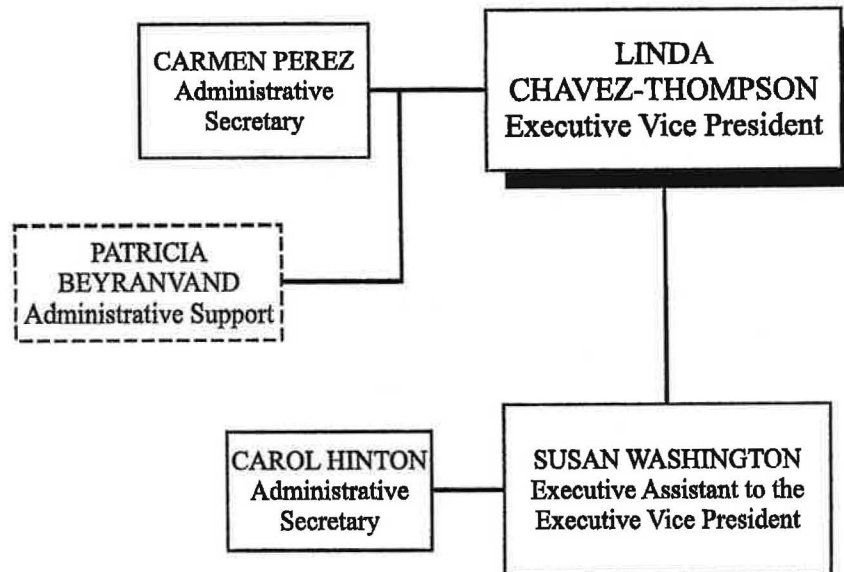 CARMEN PEREZ
Administrative
Secretary
LINDA
CHAVEZ-THOMPSON
Executive Vice President
PATRICIA
BEYRANVAND
Administrative Support
CAROL HINTON
Administrative
Secretary
SUSAN WASHINGTON
Executive Assistant to the
Executive Vice President